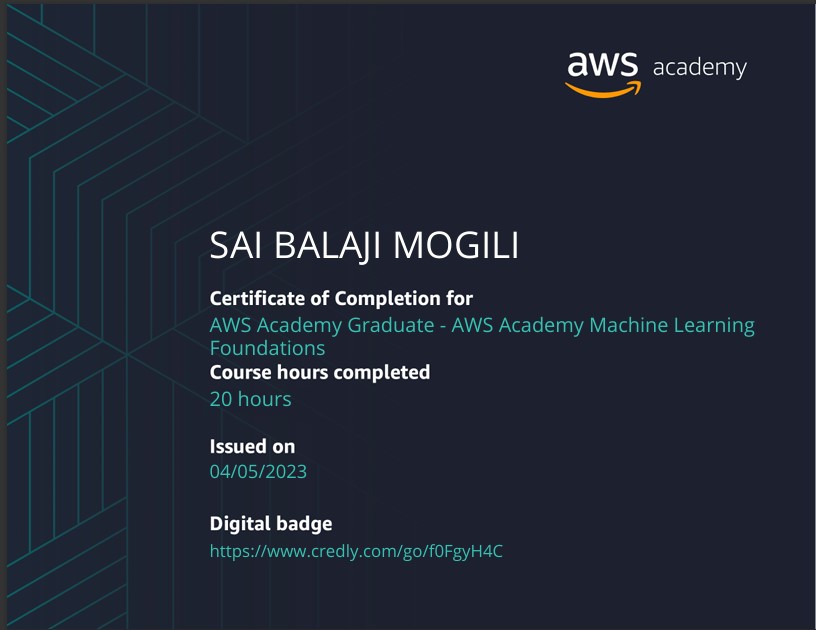 aws academy
SAI BALAJI MOGILI
Certificate of Completion for
AWS Academy Graduate - AWS Academy Machine Learning
Foundations
Course hours completed
20 hours
Issued on
04/05/2023
Digital badge
https://www.credly.com/go/f0FgyH4C